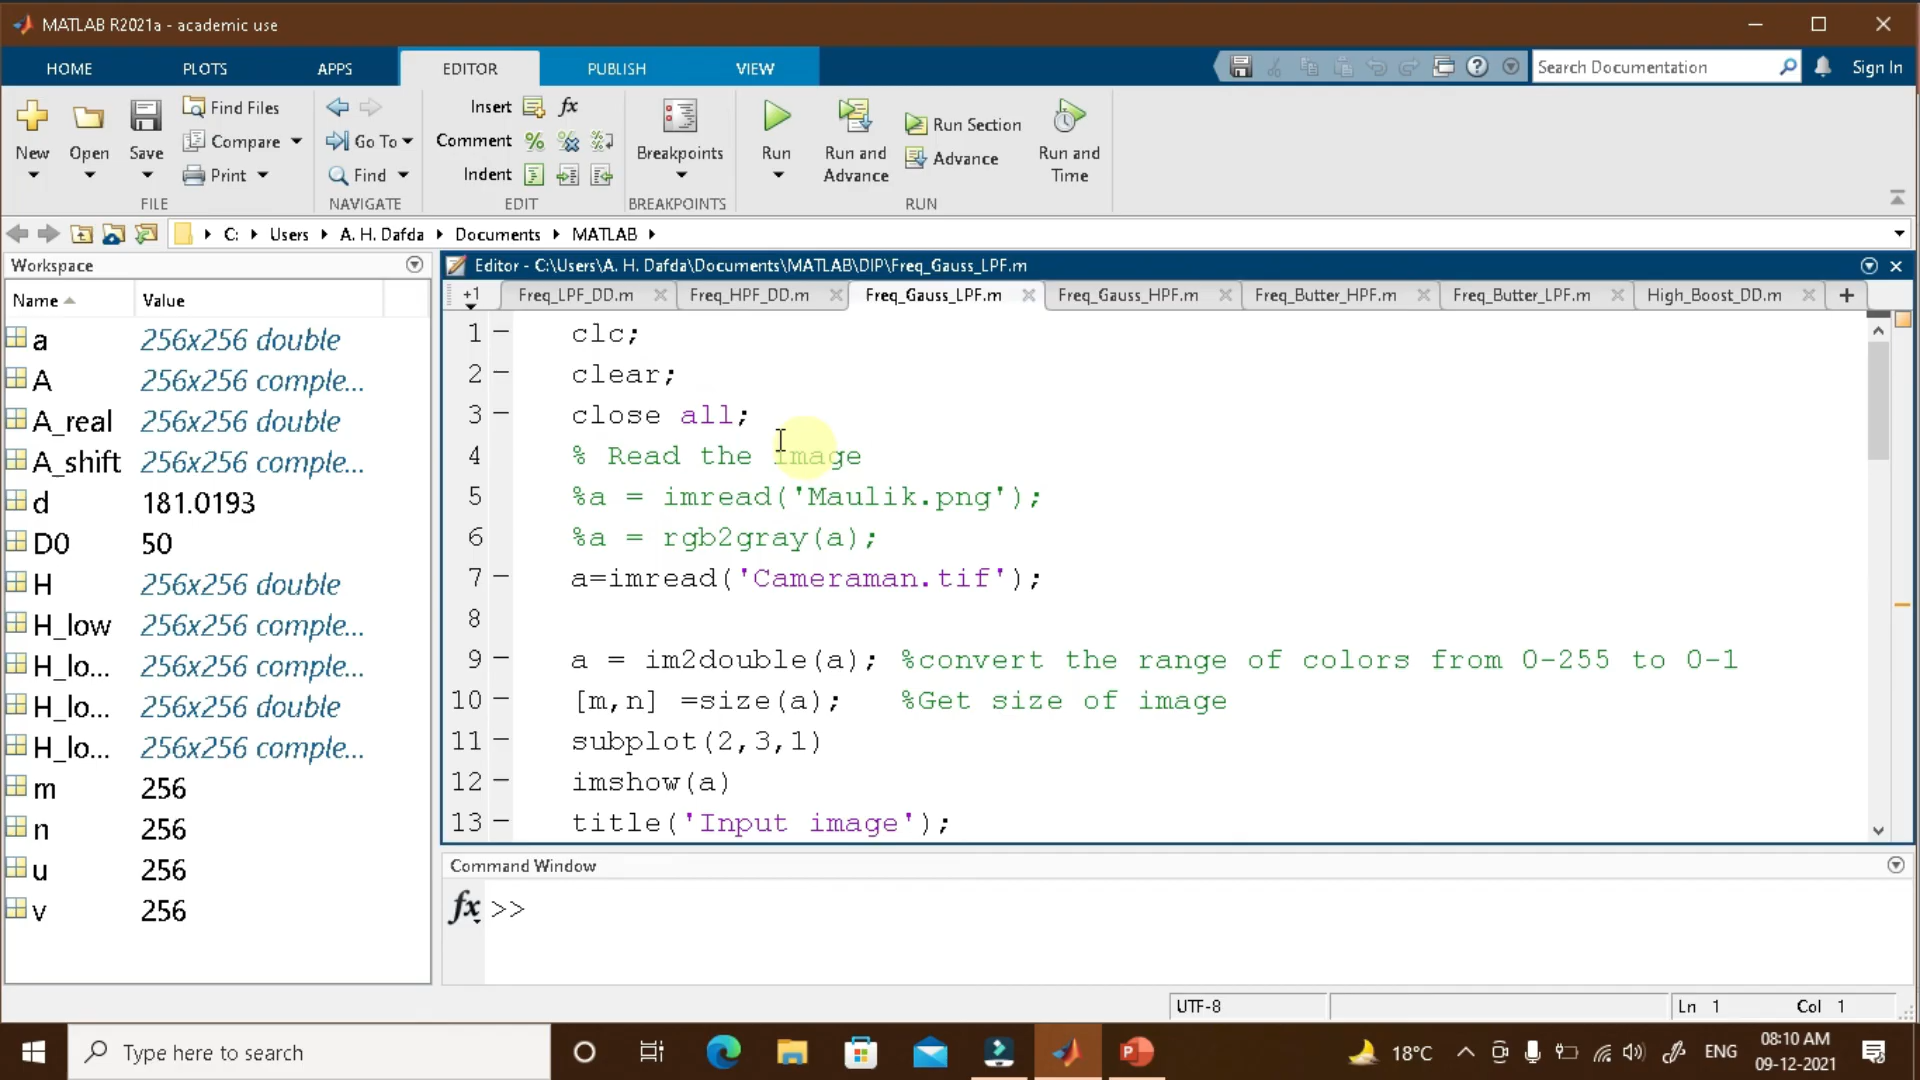 MATLAB R2021a - academic use
HOME PLOTS APPS EDITOR PUBLISH VIEW Search Documentation Sign In
New Open Save Find Files Compare Print
FILE
Go To Find
NAVIGATE
Insert fx
Comment
Indent
EDIT
Breakpoints
BREAKPOINTS
Run Run and Advance Run Section Advance Run and Time
RUN
C: Users A. H. Dafda Documents MATLAB
Workspace
Name Value
a 256x256 double
A 256x256 comple...
A_real 256x256 double
A_shift 256x256 comple...
d 181.0193
D0 50
H 256x256 double
H_low 256x256 comple...
H_lo... 256x256 comple...
H_lo... 256x256 double
H_lo... 256x256 comple...
m 256
n 256
u 256
v 256
Editor - C:\Users\A. H. Dafda\Documents\MATLAB\DIP\Freq_Gauss_LPF.m
+1 Freq_LPF_DD.m Freq_HPF_DD.m Freq_Gauss_LPF.m Freq_Gauss_HPF.m Freq_Butter_HPF.m Freq_Butter_LPF.m High_Boost_DD.m
1 clc;
2 clear;
3 close all;
4 % Read the image
5 %a = imread('Maulik.png');
6 %a = rgb2gray(a);
7 a=imread('Cameraman.tif');
8
9 a = im2double(a); %convert the range of colors from 0-255 to 0-1
10 [m,n] =size(a); %Get size of image
11 subplot(2,3,1)
12 imshow(a)
13 title('Input image');
Command Window
fx >>
UTF-8 Ln 1 Col 1
Type here to search 18°C ENG 08:10 AM
09-12-2021